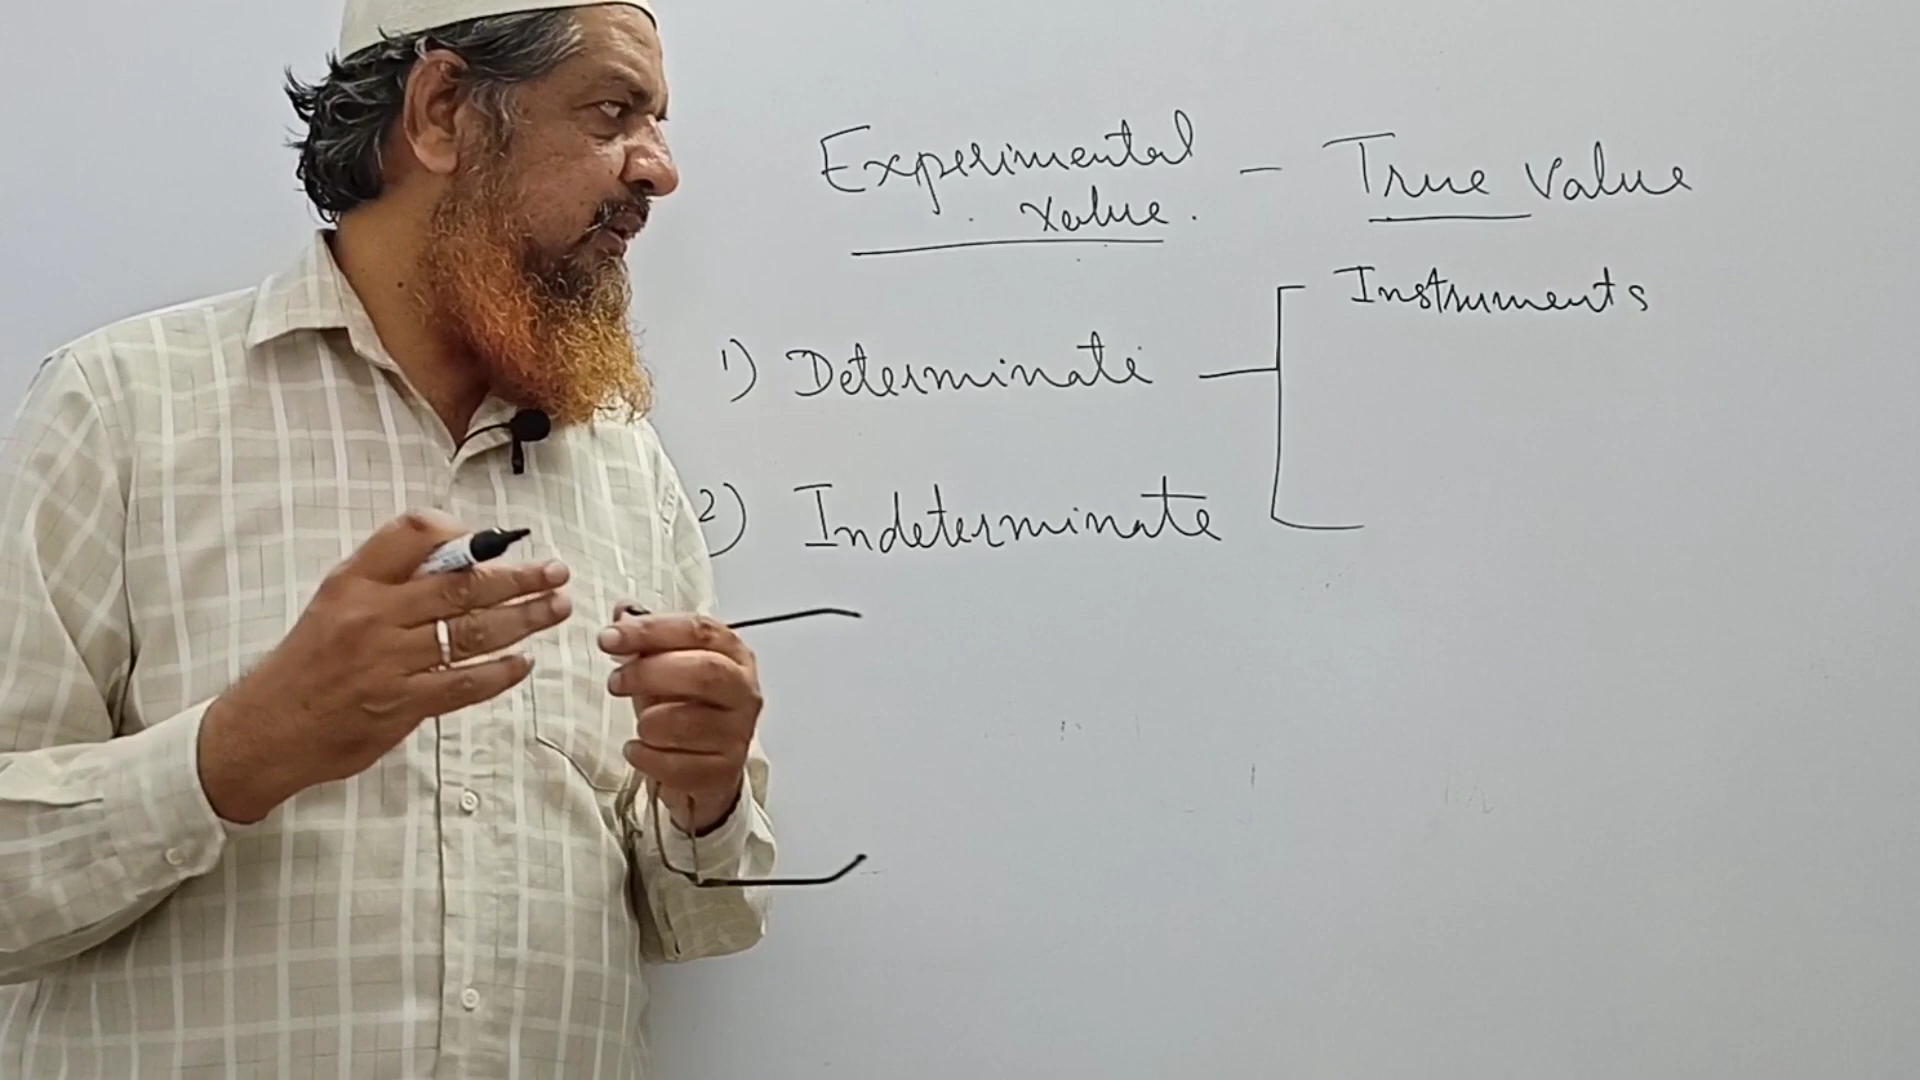 Experimental - True Value
Value.
Instruments
1) Determinate
2) Indeterminate